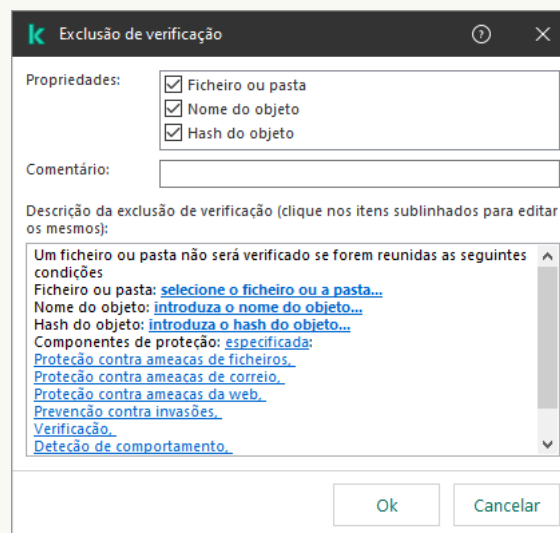 Exclusão de verificação
Propriedades:
Ficheiro ou pasta
Nome do objeto
Hash do objeto
Comentário:
Descrição da exclusão de verificação (clique nos itens sublinhados para editar
os mesmos):
Um ficheiro ou pasta não será verificado se forem reunidas as seguintes
condições
Ficheiro ou pasta: selecione o ficheiro ou a pasta...
Nome do objeto: introduza o nome do objeto...
Hash do objeto: introduza o hash do objeto...
Componentes de proteção: especificada:
Proteção contra ameaças de ficheiros,
Proteção contra ameaças de correio,
Proteção contra ameaças da web,
Prevenção contra invasões,
Verificação,
Deteção de comportamento,
Ok
Cancelar